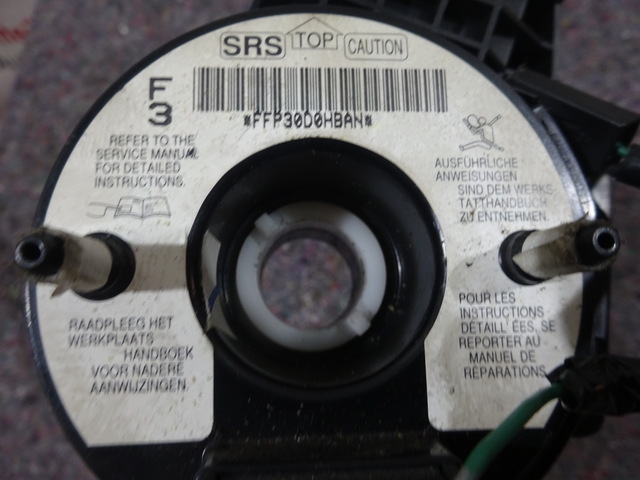 SRS TOP CAUTION
F
3
*FFP30D0HBAN*
REFER TO THE
SERVICE MANUAL
FOR DETAILED
INSTRUCTIONS.
AUSFÜHRLICHE
ANWEISUNGEN
SIND DEM WERKS-
TATTHANDBUCH
ZU ENTNEHMEN.
RAADPLEEG HET
WERKPLAATS
HANDBOEK
VOOR NADERE
AANWIJZINGEN.
POUR LES
INSTRUCTIONS
DÉTAILL ÉES, SE
REPORTER AU
MANUEL DE
RÉPARATIONS.